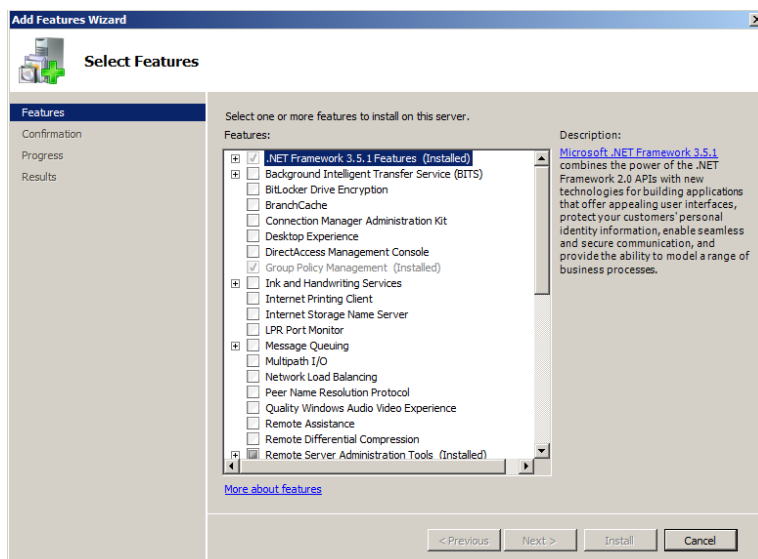 Add Features Wizard
Select Features
Features
Confirmation
Progress
Results
Select one or more features to install on this server.
Features:
.NET Framework 3.5.1 Features (Installed)
Background Intelligent Transfer Service (BITS)
BitLocker Drive Encryption
BranchCache
Connection Manager Administration Kit
Desktop Experience
DirectAccess Management Console
Group Policy Management (Installed)
Ink and Handwriting Services
Internet Printing Client
Internet Storage Name Server
LPR Port Monitor
Message Queuing
Multipath I/O
Network Load Balancing
Peer Name Resolution Protocol
Quality Windows Audio Video Experience
Remote Assistance
Remote Differential Compression
Remote Server Administration Tools (Installed)
More about features
Description:
Microsoft .NET Framework 3.5.1
combines the power of the .NET
Framework 2.0 APIs with new
technologies for building applications
that offer appealing user interfaces,
protect your customers' personal
identity information, enable seamless
and secure communication, and
provide the ability to model a range of
business processes.
< Previous
Next >
Install
Cancel